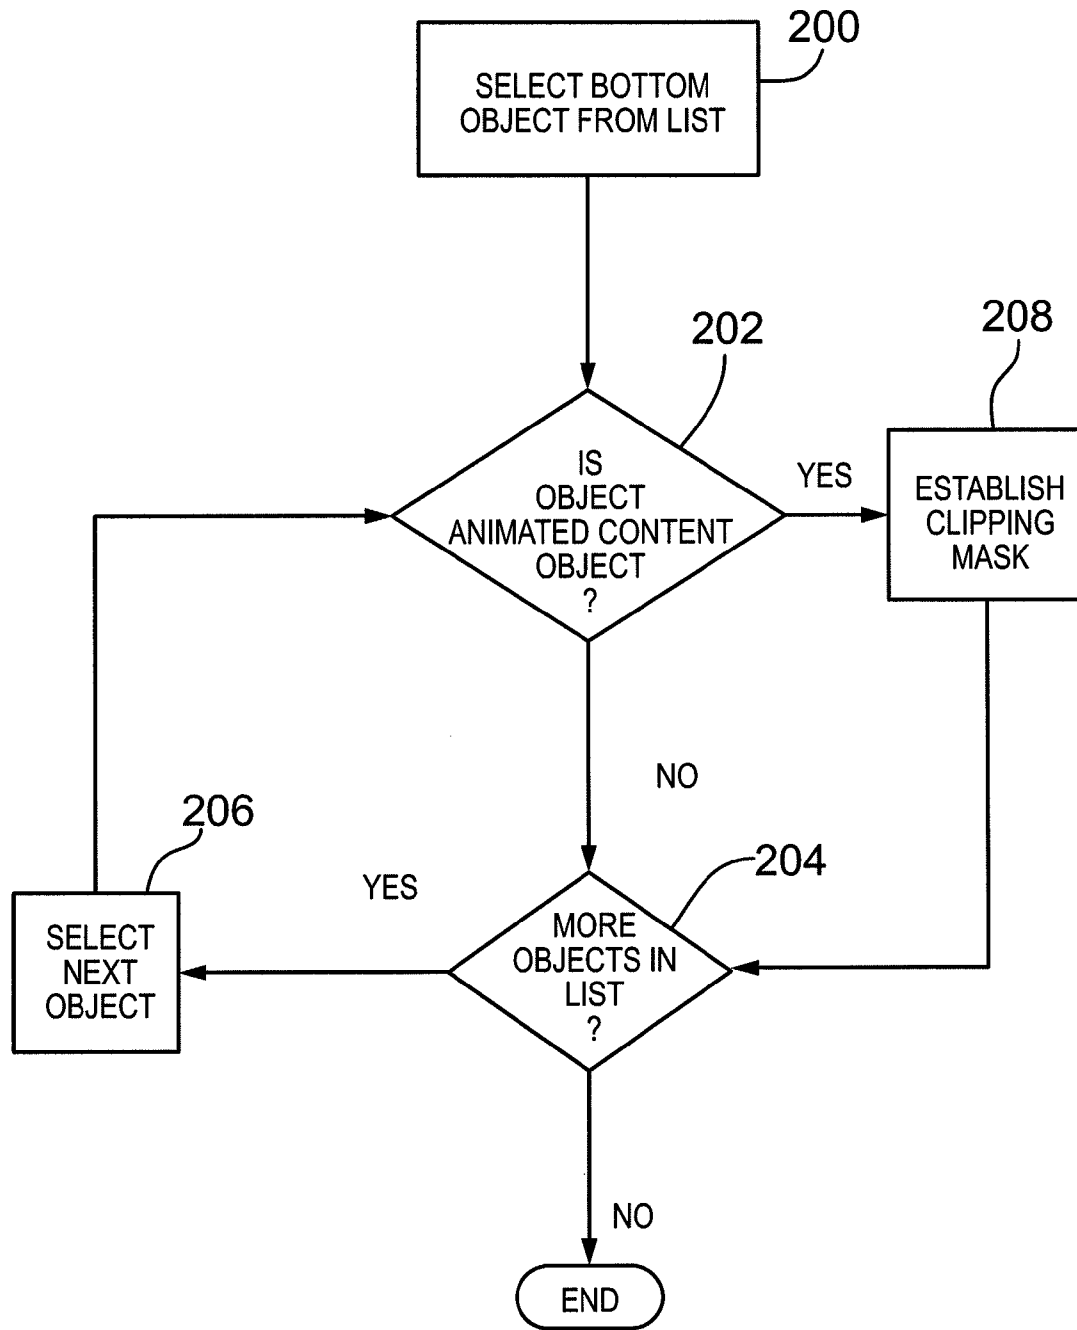 200
SELECT BOTTOM
OBJECT FROM LIST
202
208
IS
OBJECT
ANIMATED CONTENT
OBJECT
?
YES
ESTABLISH
CLIPPING
MASK
NO
206
204
YES
SELECT
NEXT
OBJECT
MORE
OBJECTS IN
LIST
?
NO
END